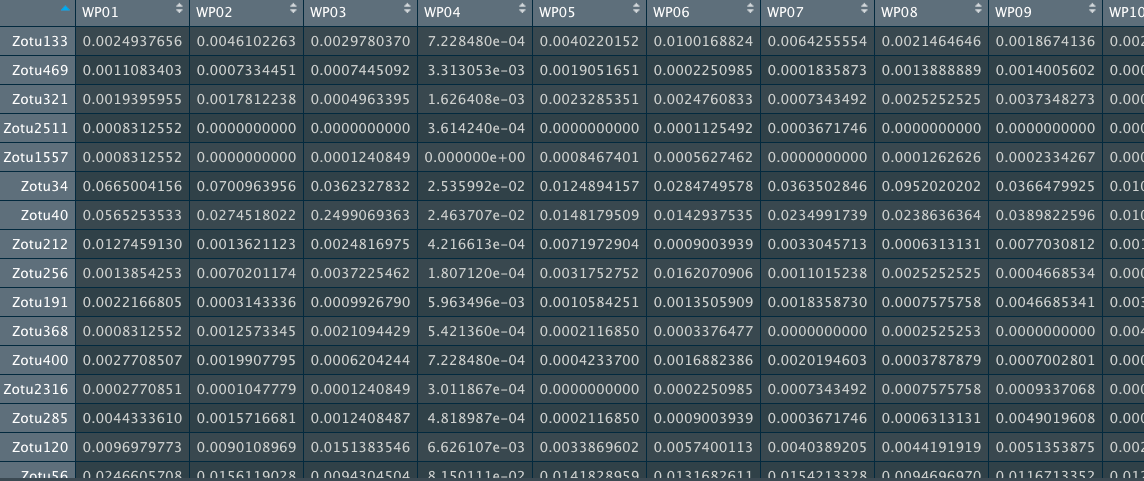 WP01 WP02 WP03 WP04 WP05 WP06 WP07 WP08 WP09 WP10
Zotu133 0.0024937656 0.0046102263 0.0029780370 7.228480e-04 0.0040220152 0.0100168824 0.0064255554 0.0021464646 0.0018674136 0.002
Zotu469 0.0011083403 0.0007334451 0.0007445092 3.313053e-03 0.0019051651 0.0002250985 0.0001835873 0.0013888889 0.0014005602 0.000
Zotu321 0.0019395955 0.0017812238 0.0004963395 1.626408e-03 0.0023285351 0.0024760833 0.0007343492 0.0025252525 0.0037348273 0.000
Zotu2511 0.0008312552 0.0000000000 0.0000000000 3.614240e-04 0.0000000000 0.0001125492 0.0003671746 0.0000000000 0.0000000000 0.000
Zotu1557 0.0008312552 0.0000000000 0.0001240849 0.000000e+00 0.0008467401 0.0005627462 0.0000000000 0.0001262626 0.0002334267 0.000
Zotu34 0.0665004156 0.0700963956 0.0362327832 2.535992e-02 0.0124894157 0.0284749578 0.0363502846 0.0952020202 0.0366479925 0.010
Zotu40 0.0565253533 0.0274518022 0.2499069363 2.463707e-02 0.0148179509 0.0142937535 0.0234991739 0.0238636364 0.0389822596 0.010
Zotu212 0.0127459130 0.0013621123 0.0024816975 4.216613e-04 0.0071972904 0.0009003939 0.0033045713 0.0006313131 0.0077030812 0.001
Zotu256 0.0013854253 0.0070201174 0.0037225462 1.807120e-04 0.0031752752 0.0162070906 0.0011015238 0.0025252525 0.0004668534 0.000
Zotu191 0.0022166805 0.0003143336 0.0009926790 5.963496e-03 0.0010584251 0.0013505909 0.0018358730 0.0007575758 0.0046685341 0.003
Zotu368 0.0008312552 0.0012573345 0.0021094429 5.421360e-04 0.0002116850 0.0003376477 0.0000000000 0.0002525253 0.0000000000 0.004
Zotu400 0.0027708507 0.0019907795 0.0006204244 7.228480e-04 0.0004233700 0.0016882386 0.0020194603 0.0003787879 0.0007002801 0.000
Zotu2316 0.0002770851 0.0001047779 0.0001240849 3.011867e-04 0.0000000000 0.0002250985 0.0007343492 0.0007575758 0.0009337068 0.000
Zotu285 0.0044333610 0.0015716681 0.0012408487 4.818987e-04 0.0002116850 0.0009003939 0.0003671746 0.0006313131 0.0049019608 0.000
Zotu120 0.0096979773 0.0090108969 0.0151383546 6.626107e-03 0.0033869602 0.0057400113 0.0040389205 0.0044191919 0.0051353875 0.002
Zotu56 0.0246605708 0.0156119028 0.0094304504 8.150111e-02 0.0141828959 0.0131682611 0.0154213328 0.0094696970 0.0116713352 0.012